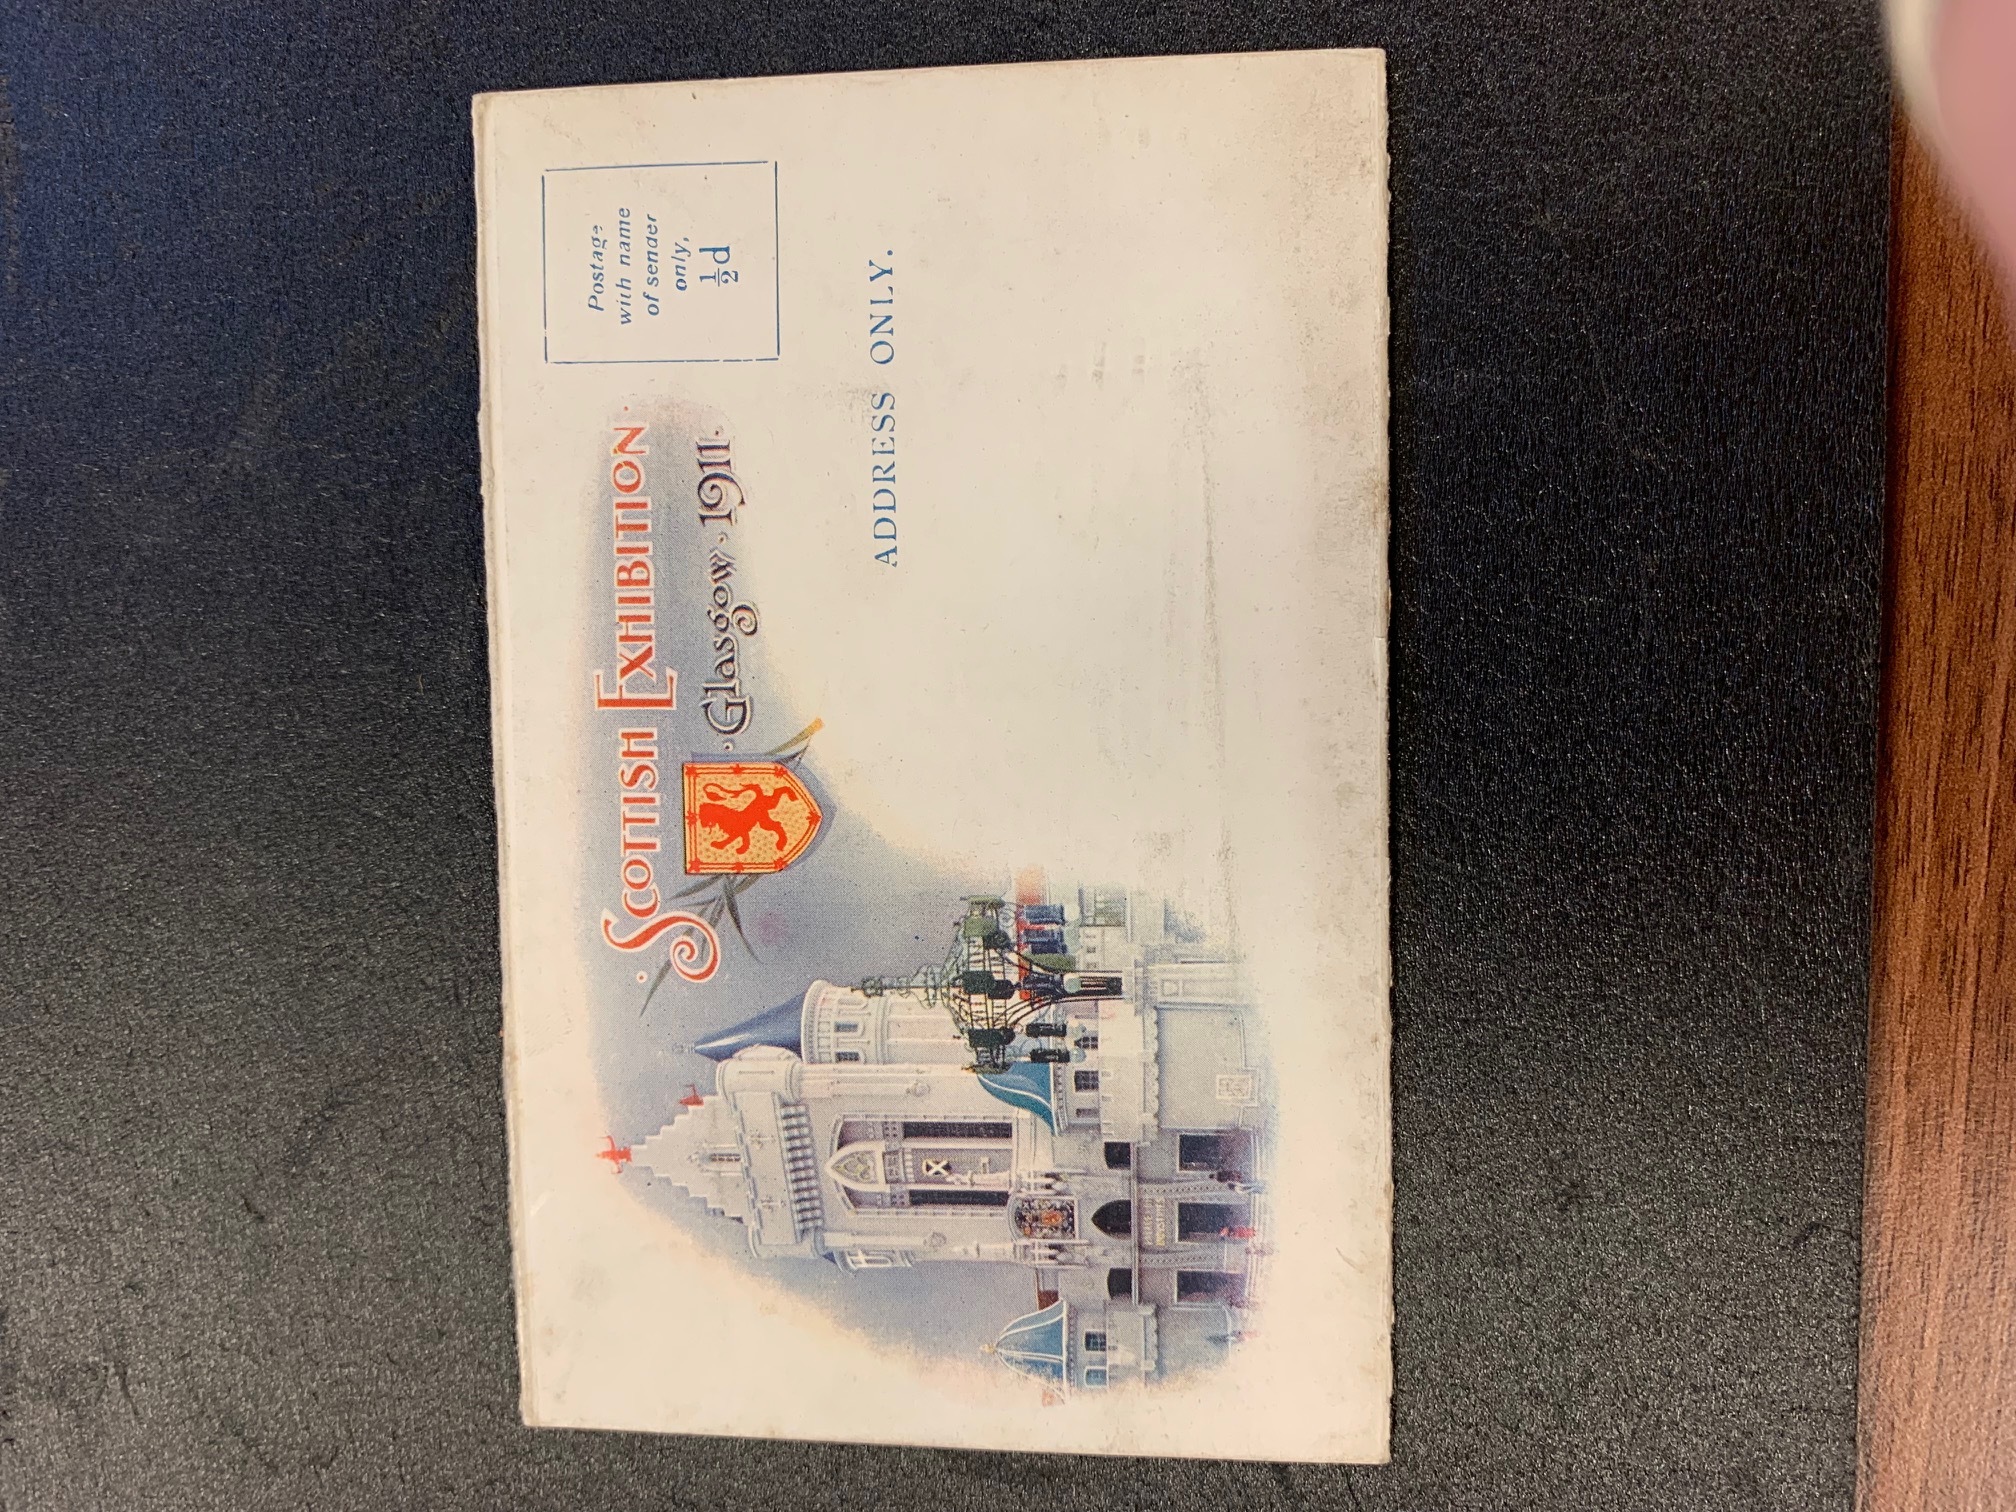 SCOTTISH EXHIBITION
Glasgow · 1911 ·
Postage
with name
of sender
only,
½d
ADDRESS ONLY.